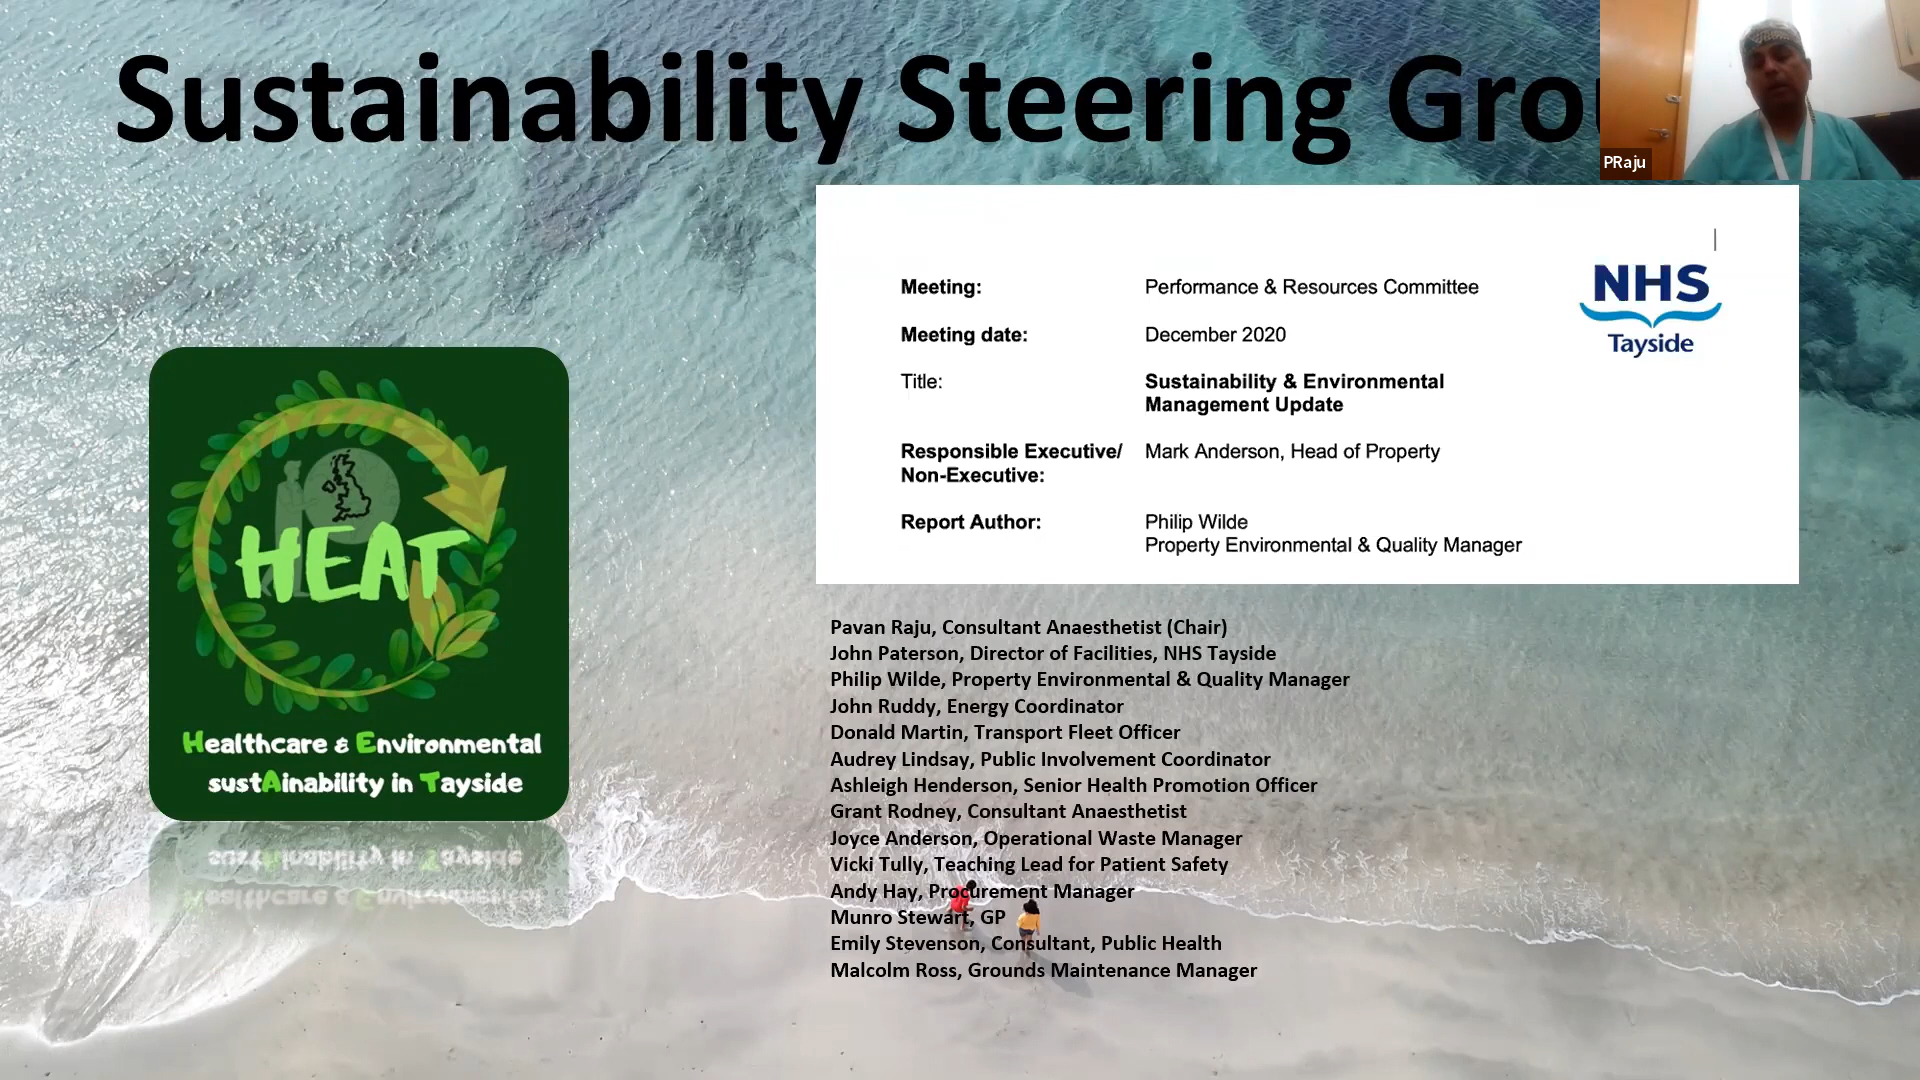 Sustainability Steering Gro
PRaju
Meeting: Performance & Resources Committee
Meeting date: December 2020
Title: Sustainability & Environmental
Management Update
Responsible Executive/ Mark Anderson, Head of Property
Non-Executive:
Report Author: Philip Wilde
Property Environmental & Quality Manager
NHS
Tayside
HEAT
Healthcare & Environmental
sustAinability in Tayside
Pavan Raju, Consultant Anaesthetist (Chair)
John Paterson, Director of Facilities, NHS Tayside
Philip Wilde, Property Environmental & Quality Manager
John Ruddy, Energy Coordinator
Donald Martin, Transport Fleet Officer
Audrey Lindsay, Public Involvement Coordinator
Ashleigh Henderson, Senior Health Promotion Officer
Grant Rodney, Consultant Anaesthetist
Joyce Anderson, Operational Waste Manager
Vicki Tully, Teaching Lead for Patient Safety
Andy Hay, Procurement Manager
Munro Stewart, GP
Emily Stevenson, Consultant, Public Health
Malcolm Ross, Grounds Maintenance Manager